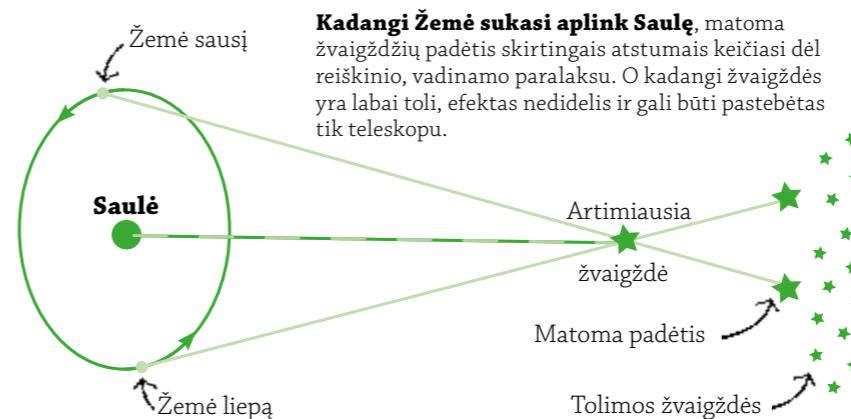 Žemė sausį
Kadangi Žemė sukasi aplink Saulę, matoma
žvaigždžių padėtis skirtingais atstumais keičiasi dėl
reiškinio, vadinamo paralaksu. O kadangi žvaigždės
yra labai toli, efektas nedidelis ir gali būti pastebėtas
tik teleskopu.
Saulė
Artimiausia
žvaigždė
Matoma padėtis
Žemė liepą
Tolimos žvaigždės